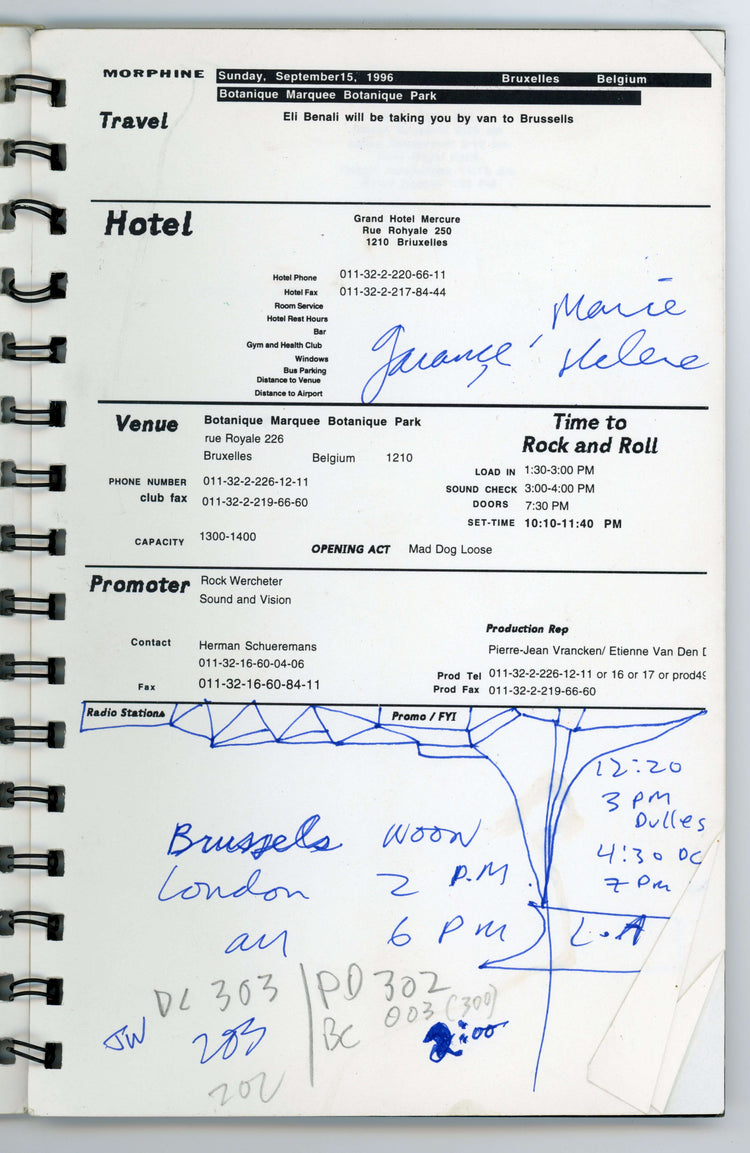 MORPHINE Sunday, September15, 1996 Bruxelles Belgium
Botanique Marquee Botanique Park
Travel Eli Benali will be taking you by van to Brussells
Hotel
Grand Hotel Mercure
Rue Rohyale 250
1210 Briuxelles
Hotel Phone 011-32-2-220-66-11
Hotel Fax 011-32-2-217-84-44
Room Service
Hotel Rest Hours
Bar
Gym and Health Club
Windows
Bus Parking
Distance to Venue
Distance to Airport
Marie
Helene
Venue Botanique Marquee Botanique Park
rue Royale 226
Bruxelles Belgium 1210
PHONE NUMBER 011-32-2-226-12-11
club fax 011-32-2-219-66-60
CAPACITY 1300-1400
OPENING ACT Mad Dog Loose
Time to
Rock and Roll
LOAD IN 1:30-3:00 PM
SOUND CHECK 3:00-4:00 PM
DOORS 7:30 PM
SET-TIME 10:10-11:40 PM
Promoter Rock Wercheter
Sound and Vision
Contact Herman Schueremans
011-32-16-60-04-06
Fax 011-32-16-60-84-11
Production Rep
Pierre-Jean Vrancken/ Etienne Van Den
Prod Tel 011-32-2-226-12-11 or 16 or 17 or prod49
Prod Fax 011-32-2-219-66-60
Radio Stations Promo / FYI
12:20
3 PM
Dulles
4:30 DC
7 PM
Brussels NOON
London 2 P.M.
6 PM
L.A
DC 303 PD 302
BC 003 (300)
JW 203 2:00
202